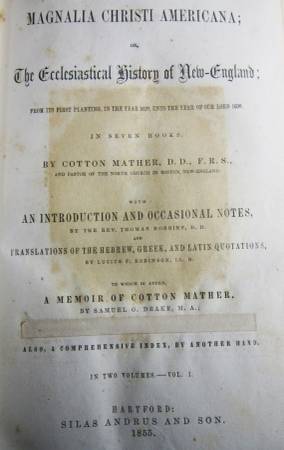 MAGNALIA CHRISTI AMERICANA;
OR,
The Ecclesiastical History of New-England;
FROM ITS FIRST PLANTING, IN THE YEAR 1620, UNTO THE YEAR OF OUR LORD 1698.
IN SEVEN BOOKS.
BY COTTON MATHER, D.D., F.R.S.,
AND PASTOR OF THE NORTH CHURCH IN BOSTON, NEW-ENGLAND.
WITH
AN INTRODUCTION AND OCCASIONAL NOTES,
BY THE REV. THOMAS ROBBINS, D. D.
AND
TRANSLATIONS OF THE HEBREW, GREEK, AND LATIN QUOTATIONS,
BY LUCIUS F. ROBINSON, LL. B.
TO WHICH IS ADDED,
A MEMOIR OF COTTON MATHER,
BY SAMUEL G. DRAKE, M. A.;
ALSO, A COMPREHENSIVE INDEX, BY ANOTHER HAND.
IN TWO VOLUMES.—VOL. I.
HARTFORD:
SILAS ANDRUS AND SON.
1855.